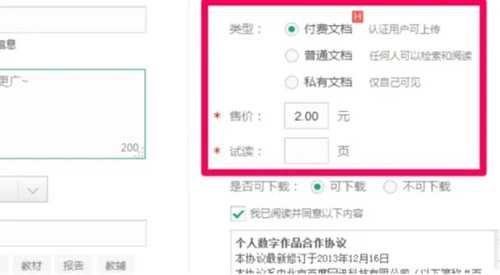 类型： 付费文档 H 认证用户可上传
普通文档 任何人可以检索和阅读
私有文档 仅自己可见
* 售价： 2.00 元
* 试读： 页
是否可下载： 可下载 不可下载
我已阅读并同意以下内容
个人数字作品合作协议
本协议最新修订于2013年12月16日
信息
更广~
200
教材 报告 教辅